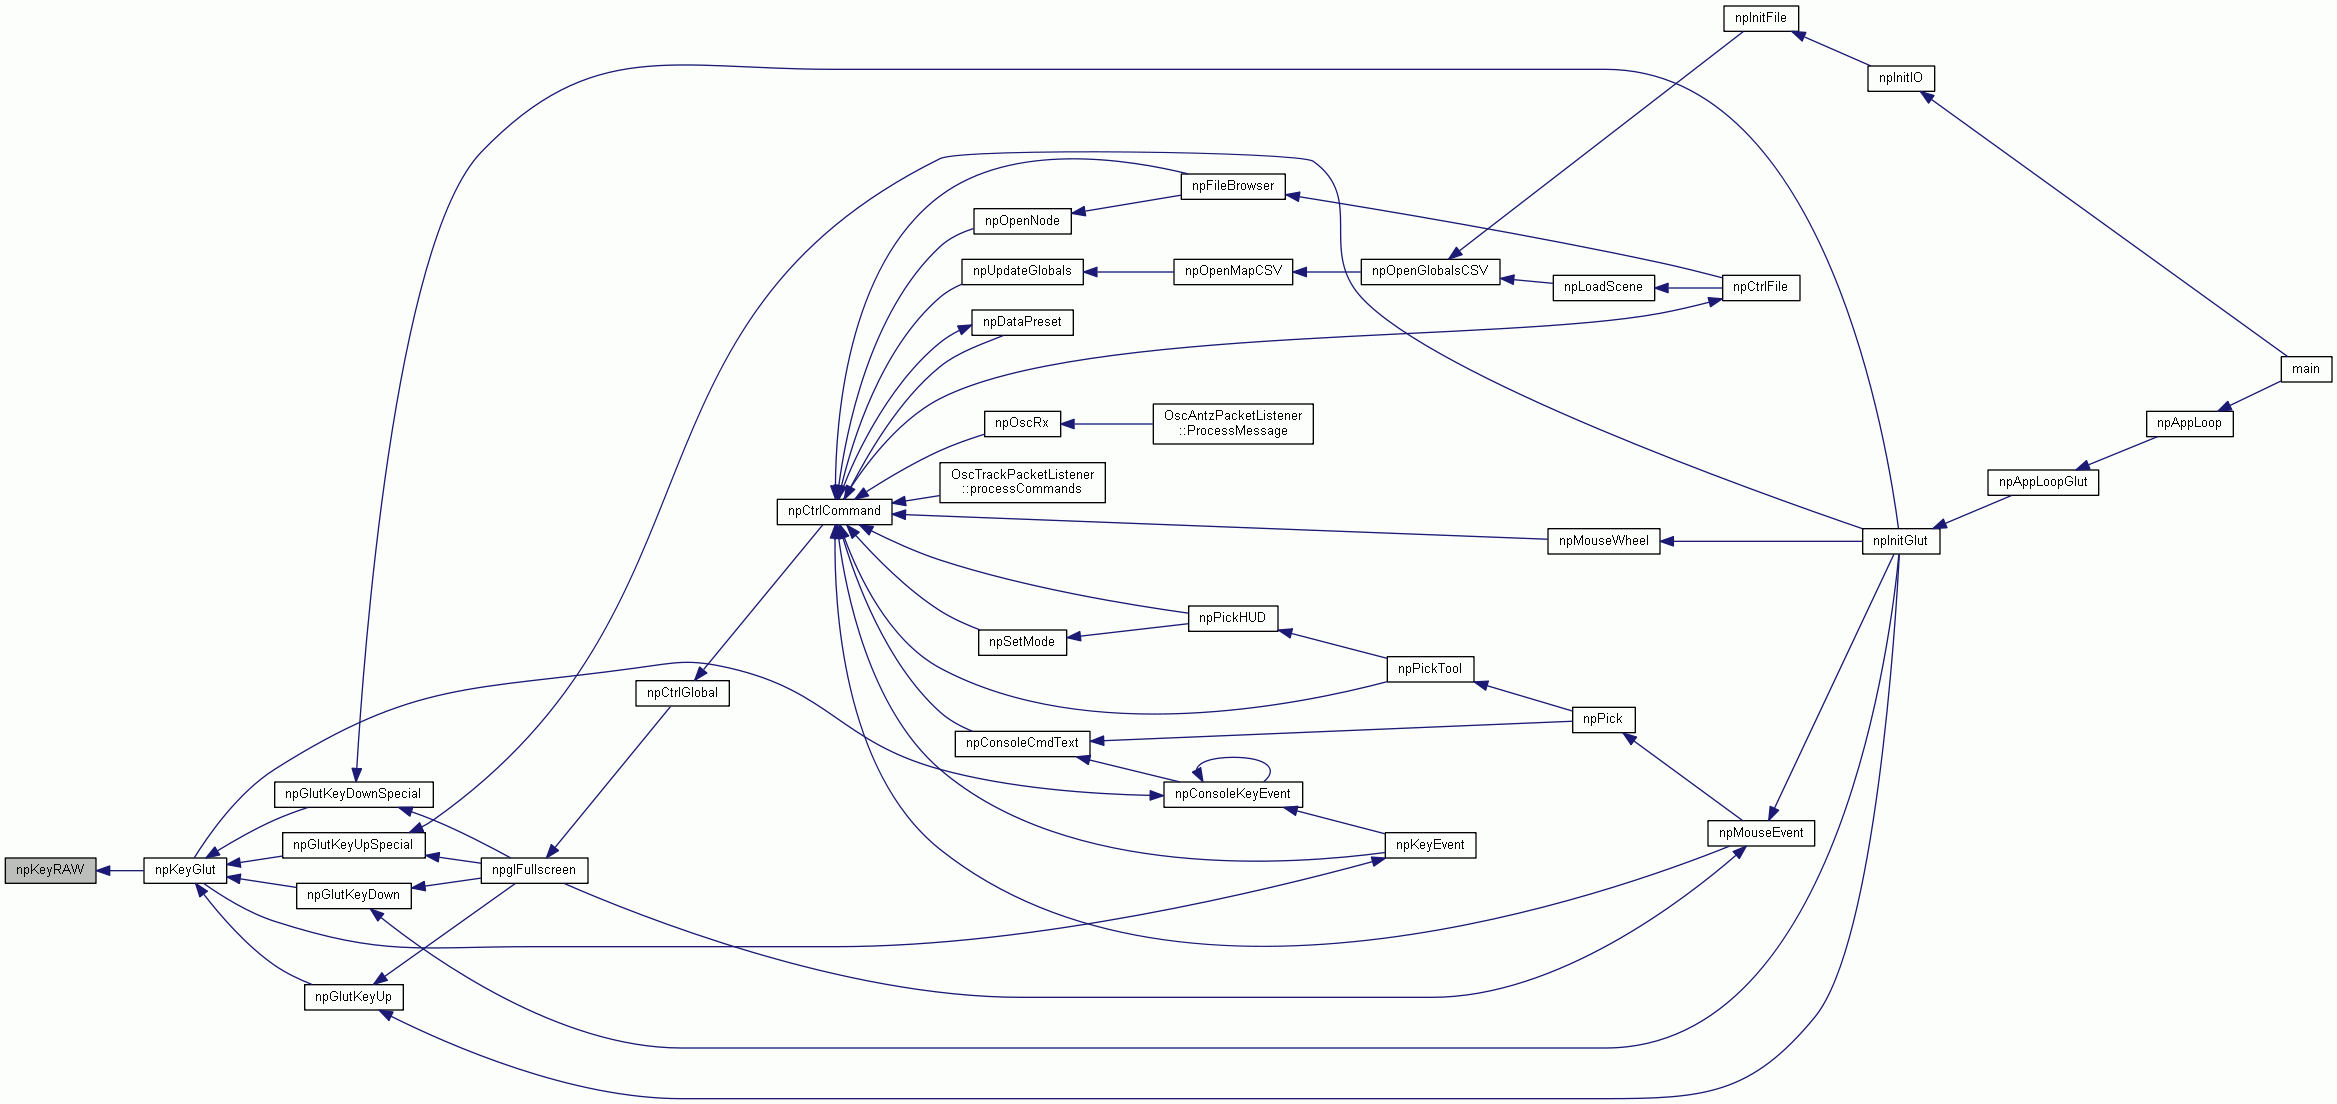 npInitFile
npInitIO
npFileBrowser
npOpenNode
npUpdateGlobals
npOpenMapCSV
npOpenGlobalsCSV
npLoadScene
npCtrlFile
npDataPreset
main
npOscRx
OscAntzPacketListener
::ProcessMessage
npAppLoop
OscTrackPacketListener
::processCommands
npAppLoopGlut
npCtrlCommand
npMouseWheel
npInitGlut
npPickHUD
npSetMode
npPickTool
npCtrlGlobal
npPick
npConsoleCmdText
npGlutKeyDownSpecial
npConsoleKeyEvent
npMouseEvent
npGlutKeyUpSpecial
npKeyEvent
npKeyRAW
npKeyGlut
npglFullscreen
npGlutKeyDown
npGlutKeyUp